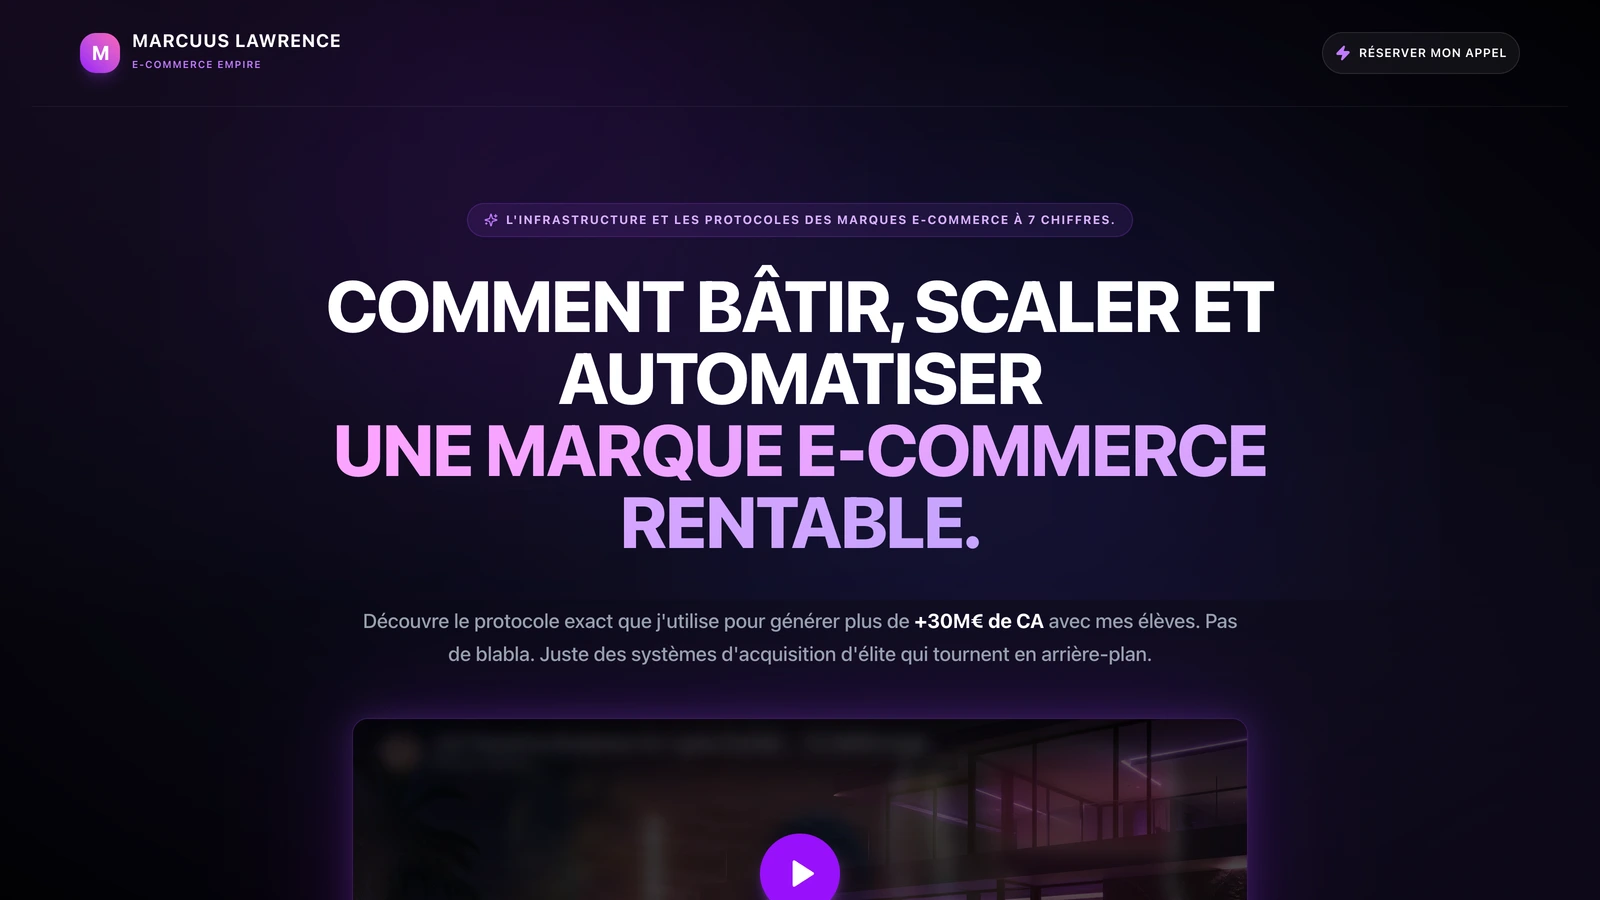 M
MARCUUS LAWRENCE
E-COMMERCE EMPIRE
RÉSERVER MON APPEL
L'INFRASTRUCTURE ET LES PROTOCOLES DES MARQUES E-COMMERCE À 7 CHIFFRES.
COMMENT BÂTIR, SCALER ET
AUTOMATISER
UNE MARQUE E-COMMERCE
RENTABLE.
Découvre le protocole exact que j'utilise pour générer plus de +30M€ de CA avec mes élèves. Pas
de blabla. Juste des systèmes d'acquisition d'élite qui tournent en arrière-plan.